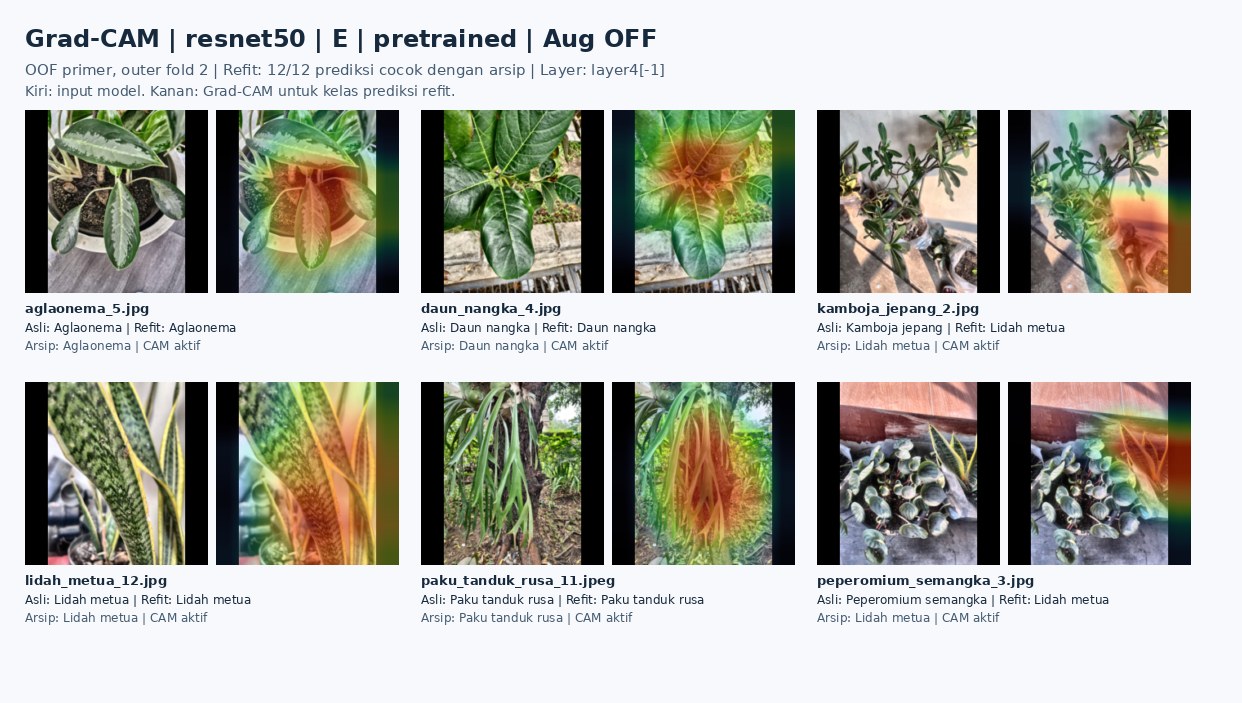 Grad-CAM | resnet50 | E | pretrained | Aug OFF
OOF primer, outer fold 2 | Refit: 12/12 prediksi cocok dengan arsip | Layer: layer4[-1]
Kiri: input model. Kanan: Grad-CAM untuk kelas prediksi refit.
aglaonema_5.jpg
Asli: Aglaonema | Refit: Aglaonema
Arsip: Aglaonema | CAM aktif
daun_nangka_4.jpg
Asli: Daun nangka | Refit: Daun nangka
Arsip: Daun nangka | CAM aktif
kamboja_jepang_2.jpg
Asli: Kamboja jepang | Refit: Lidah metua
Arsip: Lidah metua | CAM aktif
lidah_metua_12.jpg
Asli: Lidah metua | Refit: Lidah metua
Arsip: Lidah metua | CAM aktif
paku_tanduk_rusa_11.jpeg
Asli: Paku tanduk rusa | Refit: Paku tanduk rusa
Arsip: Paku tanduk rusa | CAM aktif
peperomium_semangka_3.jpg
Asli: Peperomium semangka | Refit: Lidah metua
Arsip: Lidah metua | CAM aktif